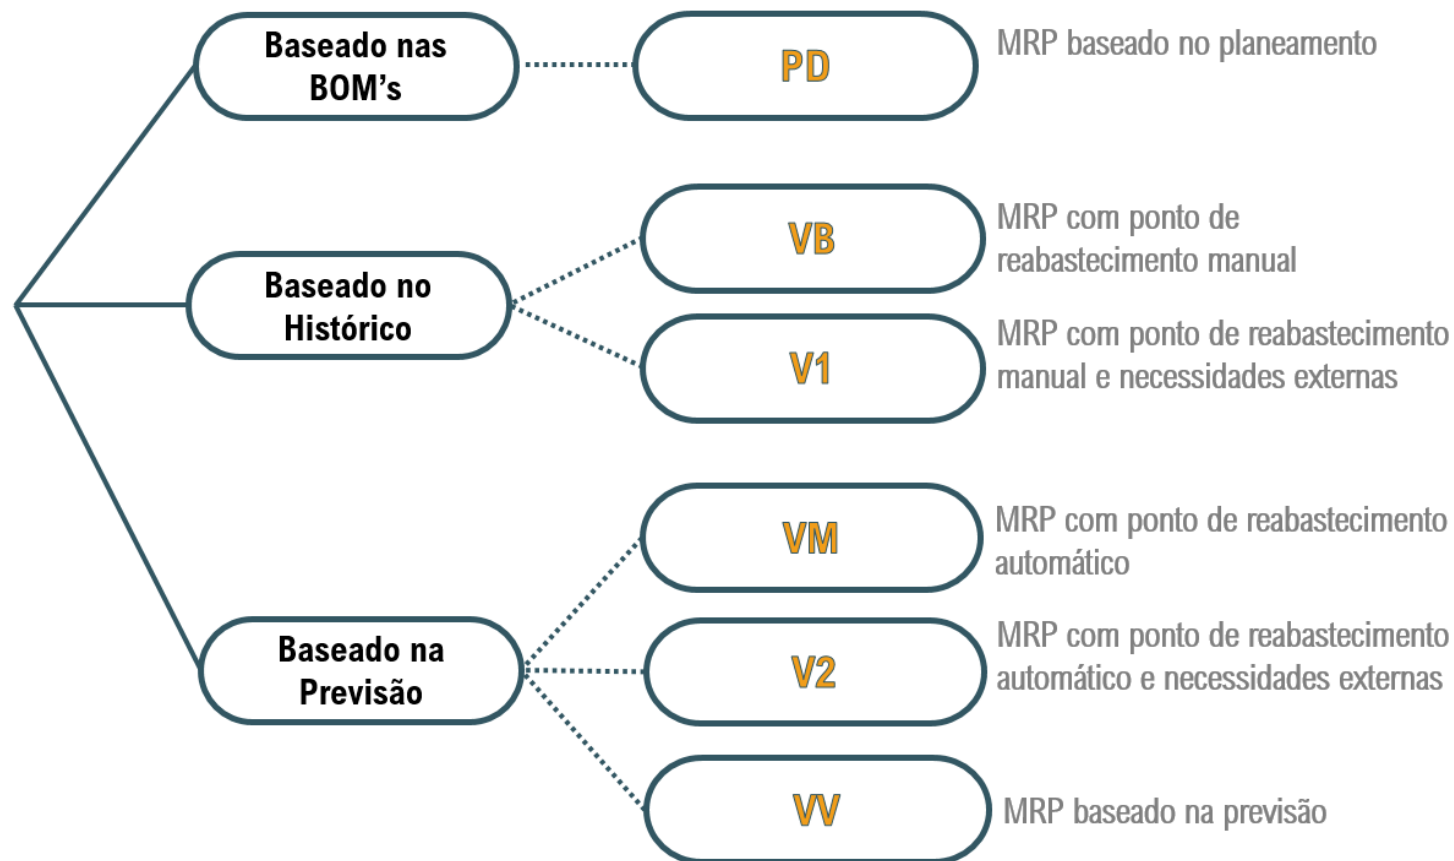 Baseado nas
BOM's
PD
MRP baseado no planeamento
Baseado no
Histórico
VB
MRP com ponto de
reabastecimento manual
V1
MRP com ponto de reabastecimento
manual e necessidades externas
Baseado na
Previsão
VM
MRP com ponto de reabastecimento
automático
V2
MRP com ponto de reabastecimento
automático e necessidades externas
VV
MRP baseado na previsão